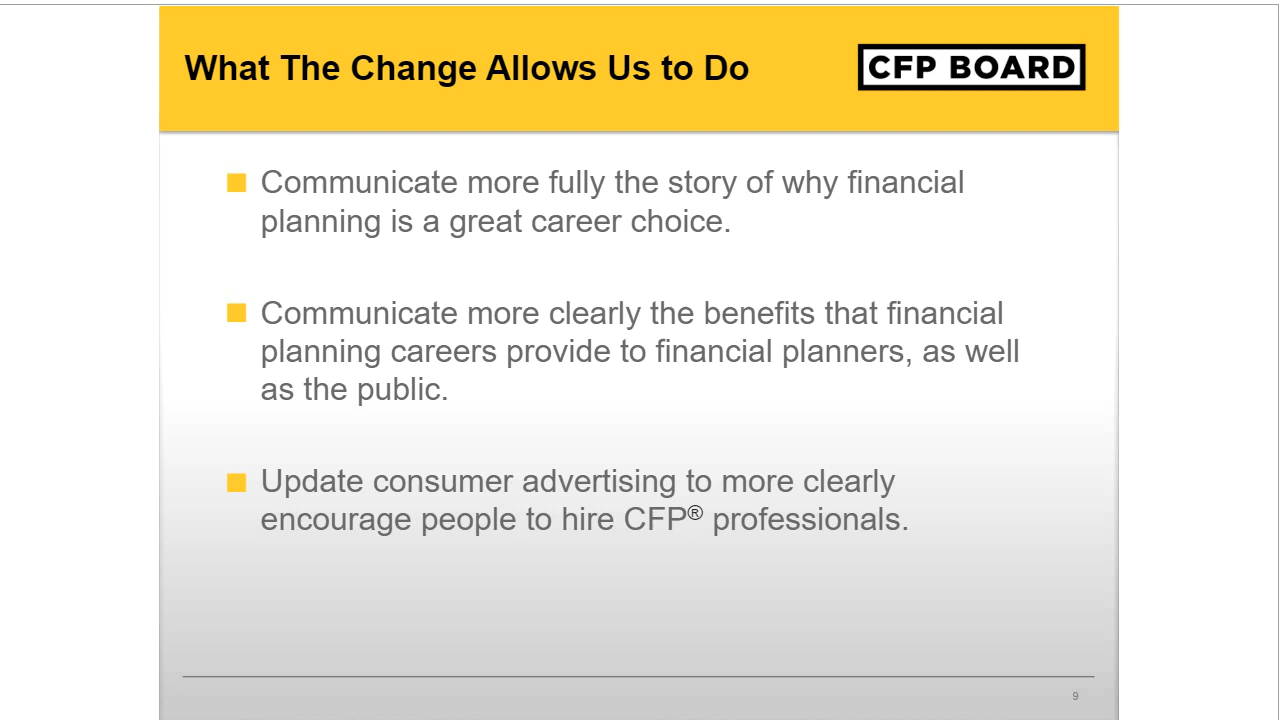 What The Change Allows Us to Do
CFP BOARD
Communicate more fully the story of why financial
planning is a great career choice.
Communicate more clearly the benefits that financial
planning careers provide to financial planners, as well
as the public.
Update consumer advertising to more clearly
encourage people to hire CFP® professionals.
9